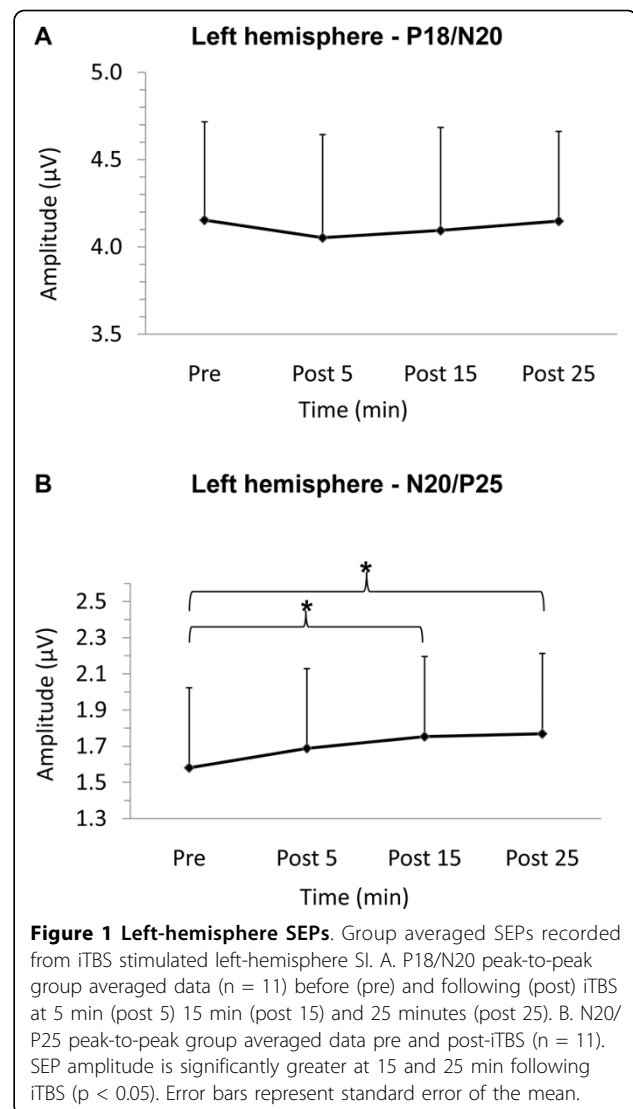 A Left hemisphere - P18/N20
5.0
4.5
4.0
3.5
Amplitude (µV)
Pre Post 5 Post 15 Post 25
Time (min)
B Left hemisphere - N20/P25
*
*
2.5
2.3
2.1
1.9
1.7
1.5
1.3
Amplitude (µV)
Pre Post 5 Post 15 Post 25
Time (min)
Figure 1 Left-hemisphere SEPs. Group averaged SEPs recorded
from iTBS stimulated left-hemisphere SI. A. P18/N20 peak-to-peak
group averaged data (n = 11) before (pre) and following (post) iTBS
at 5 min (post 5) 15 min (post 15) and 25 minutes (post 25). B. N20/
P25 peak-to-peak group averaged data pre and post-iTBS (n = 11).
SEP amplitude is significantly greater at 15 and 25 min following
iTBS (p < 0.05). Error bars represent standard error of the mean.